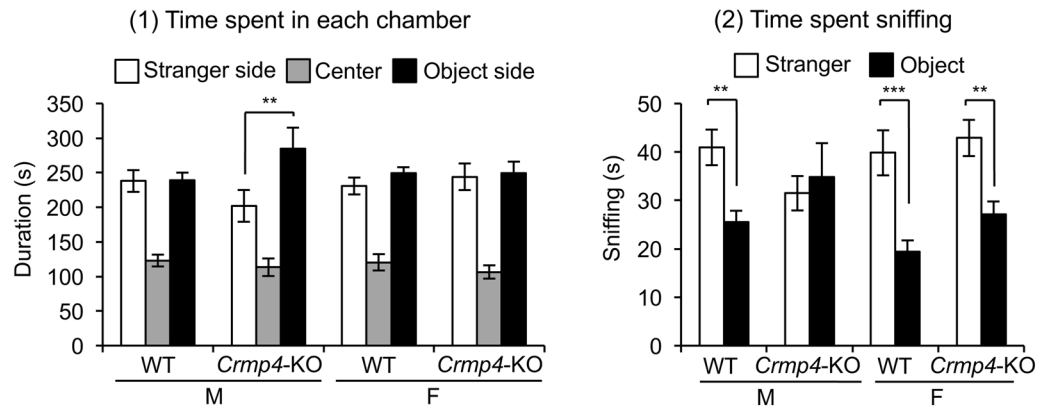 (1) Time spent in each chamber
Stranger side Center Object side
Duration (s)
350
300
250
200
150
100
50
0
**
WT Crmp4-KO WT Crmp4-KO
M F
(2) Time spent sniffing
Stranger Object
Sniffing (s)
50
40
30
20
10
0
** *** **
WT Crmp4-KO WT Crmp4-KO
M F